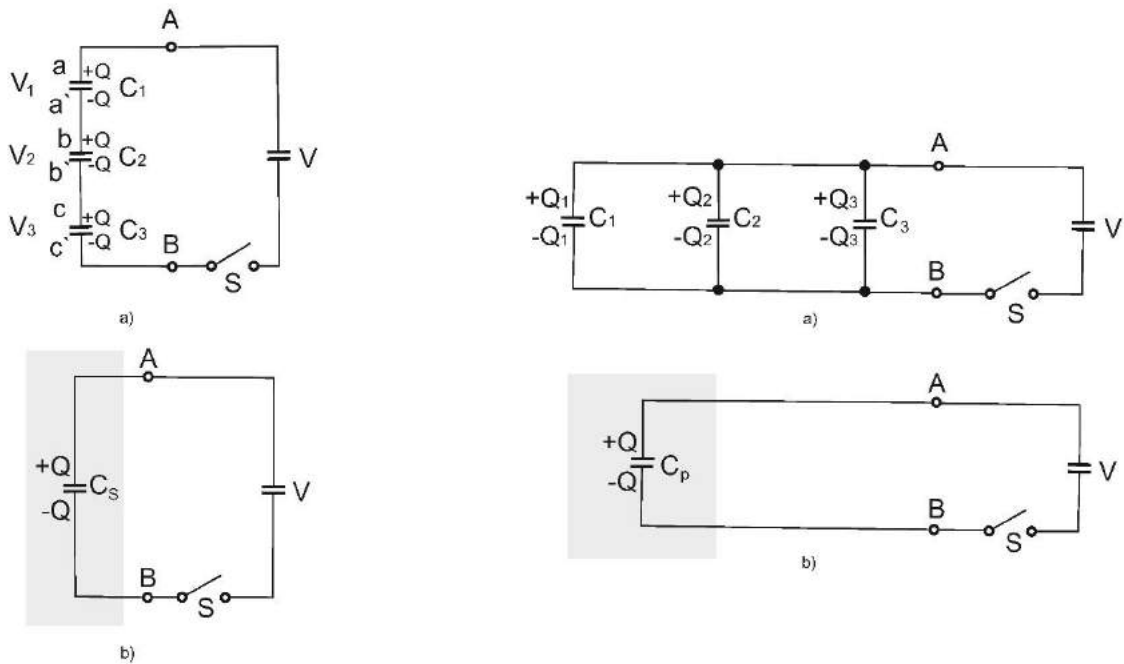 A
a +Q
V₁ C₁
a` -Q
b +Q
V₂ C₂ V
b` -Q
c +Q
V₃ C₃
c` -Q
B
S
a)
A
+Q
Cₛ V
-Q
B
S
b)
A
+Q₁ +Q₂ +Q₃
C₁ C₂ C₃ V
-Q₁ -Q₂ -Q₃
B
S
a)
A
+Q
Cₚ V
-Q
B
S
b)